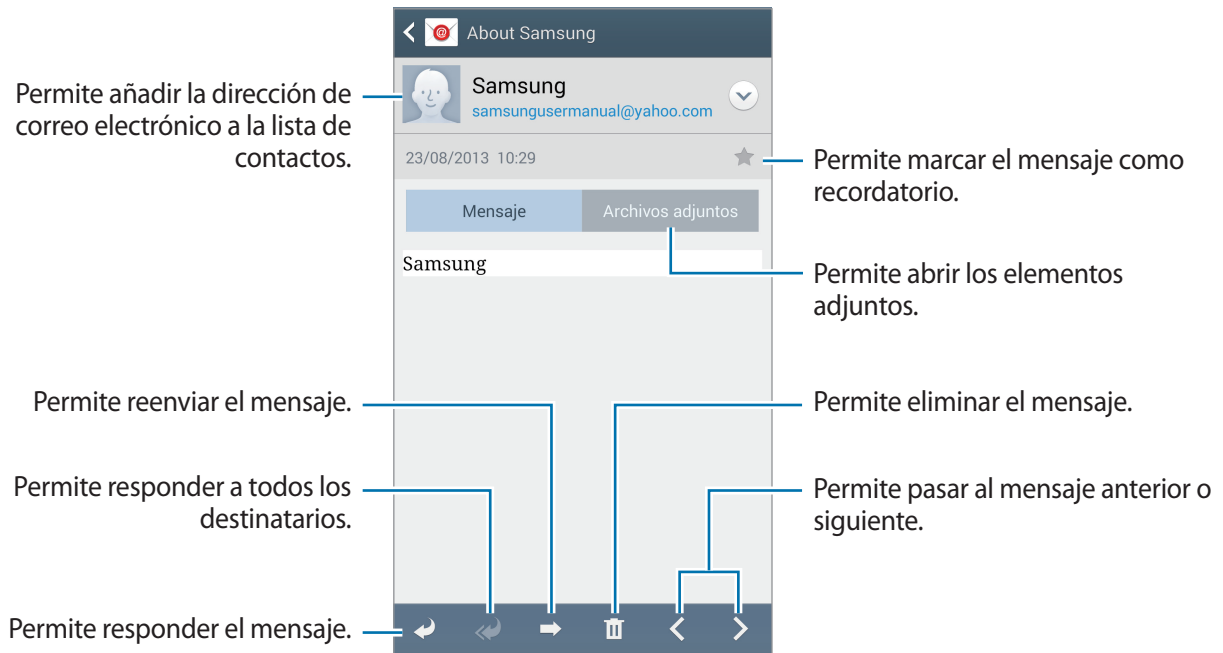 About Samsung
Permite añadir la dirección de
correo electrónico a la lista de
contactos.
Samsung
samsungusermanual@yahoo.com
23/08/2013 10:29
Permite marcar el mensaje como
recordatorio.
Mensaje
Archivos adjuntos
Samsung
Permite abrir los elementos
adjuntos.
Permite reenviar el mensaje.
Permite eliminar el mensaje.
Permite responder a todos los
destinatarios.
Permite pasar al mensaje anterior o
siguiente.
Permite responder el mensaje.